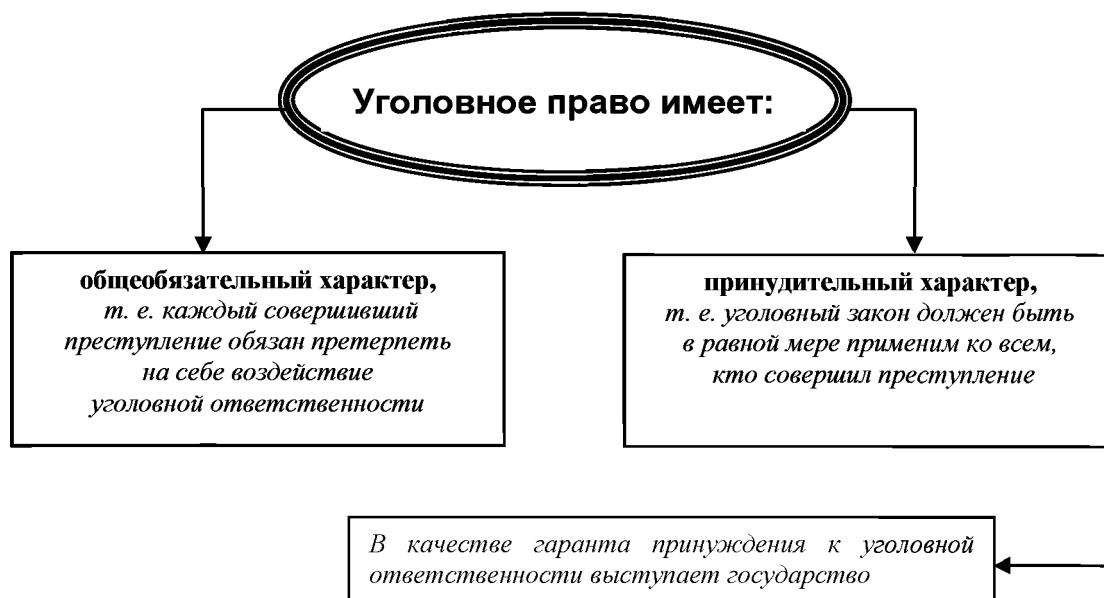 Уголовное право имеет:
общеобязательный характер,
т. е. каждый совершивший
преступление обязан претерпеть
на себе воздействие
уголовной ответственности
принудительный характер,
т. е. уголовный закон должен быть
в равной мере применим ко всем,
кто совершил преступление
В качестве гаранта принуждения к уголовной
ответственности выступает государство